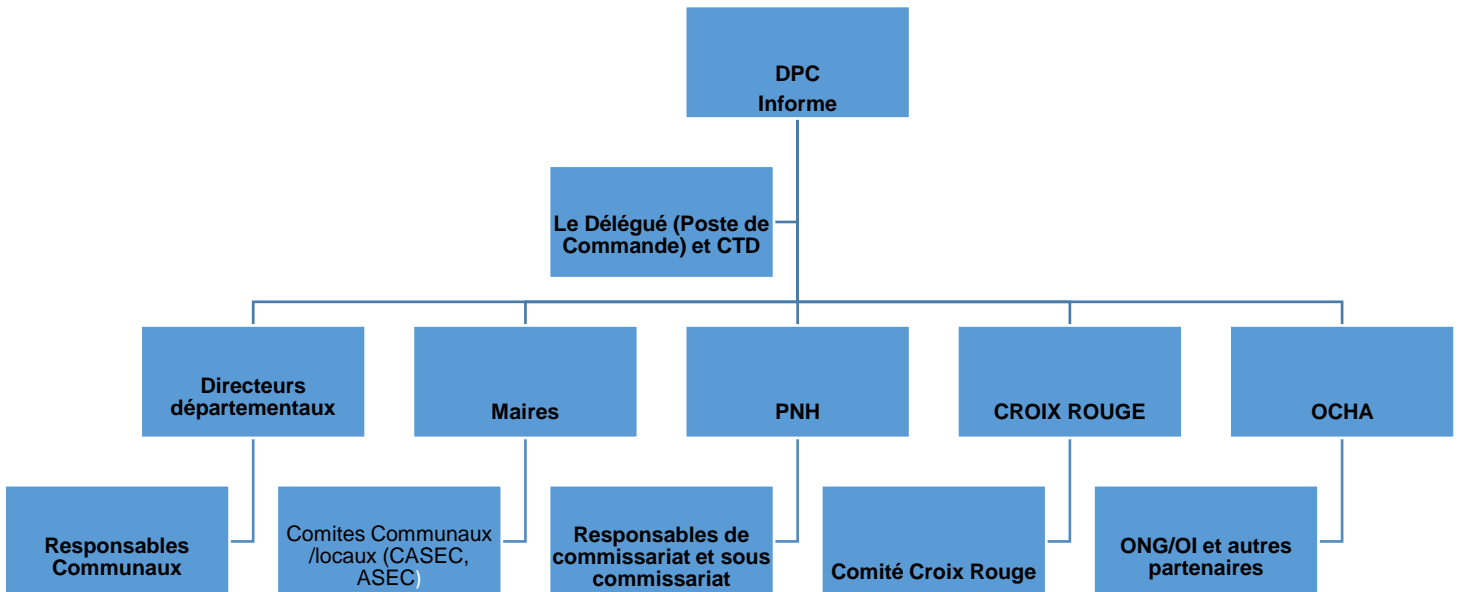 DPC
Informe
Le Délégué (Poste de
Commande) et CTD
Directeurs
départementaux
Maires
PNH
CROIX ROUGE
OCHA
Responsables
Communaux
Comites Communaux
/locaux (CASEC,
ASEC)
Responsables de
commissariat et sous
commissariat
Comité Croix Rouge
ONG/OI et autres
partenaires